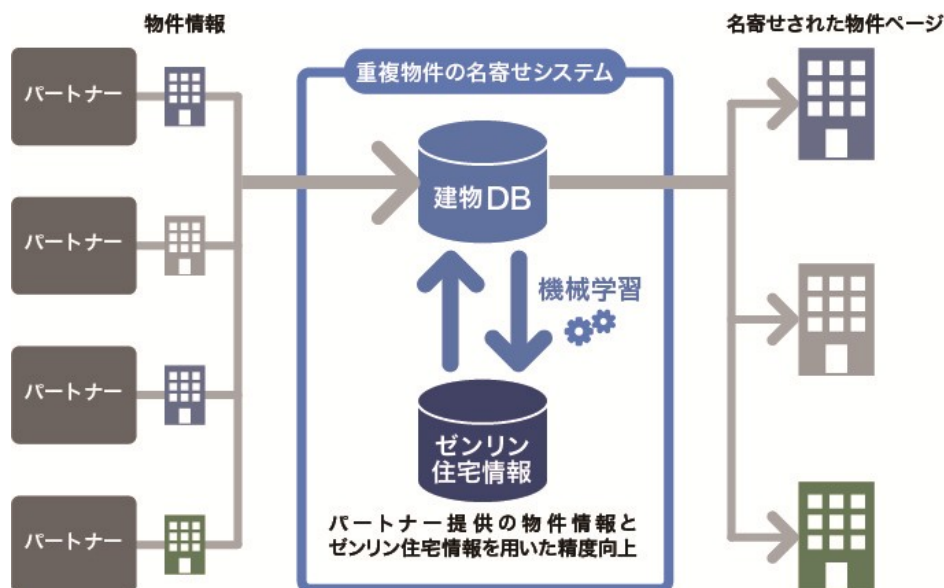 物件情報
名寄せされた物件ページ
重複物件の名寄せシステム
パートナー
パートナー
パートナー
パートナー
建物DB
機械学習
ゼンリン
住宅情報
パートナー提供の物件情報と
ゼンリン住宅情報を用いた精度向上